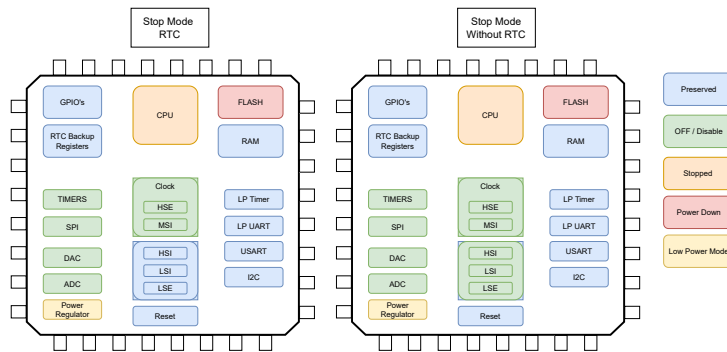 Stop Mode
RTC
GPIO's
CPU
FLASH
RTC Backup
Registers
RAM
TIMERS
SPI
DAC
ADC
Power
Regulator
Clock
HSE
MSI
HSI
LSI
LSE
Reset
LP Timer
LP UART
USART
I2C
Stop Mode
Without RTC
GPIO's
CPU
FLASH
RTC Backup
Registers
RAM
TIMERS
SPI
DAC
ADC
Power
Regulator
Clock
HSE
MSI
HSI
LSI
LSE
Reset
LP Timer
LP UART
USART
I2C
Preserved
OFF / Disable
Stopped
Power Down
Low Power Mode